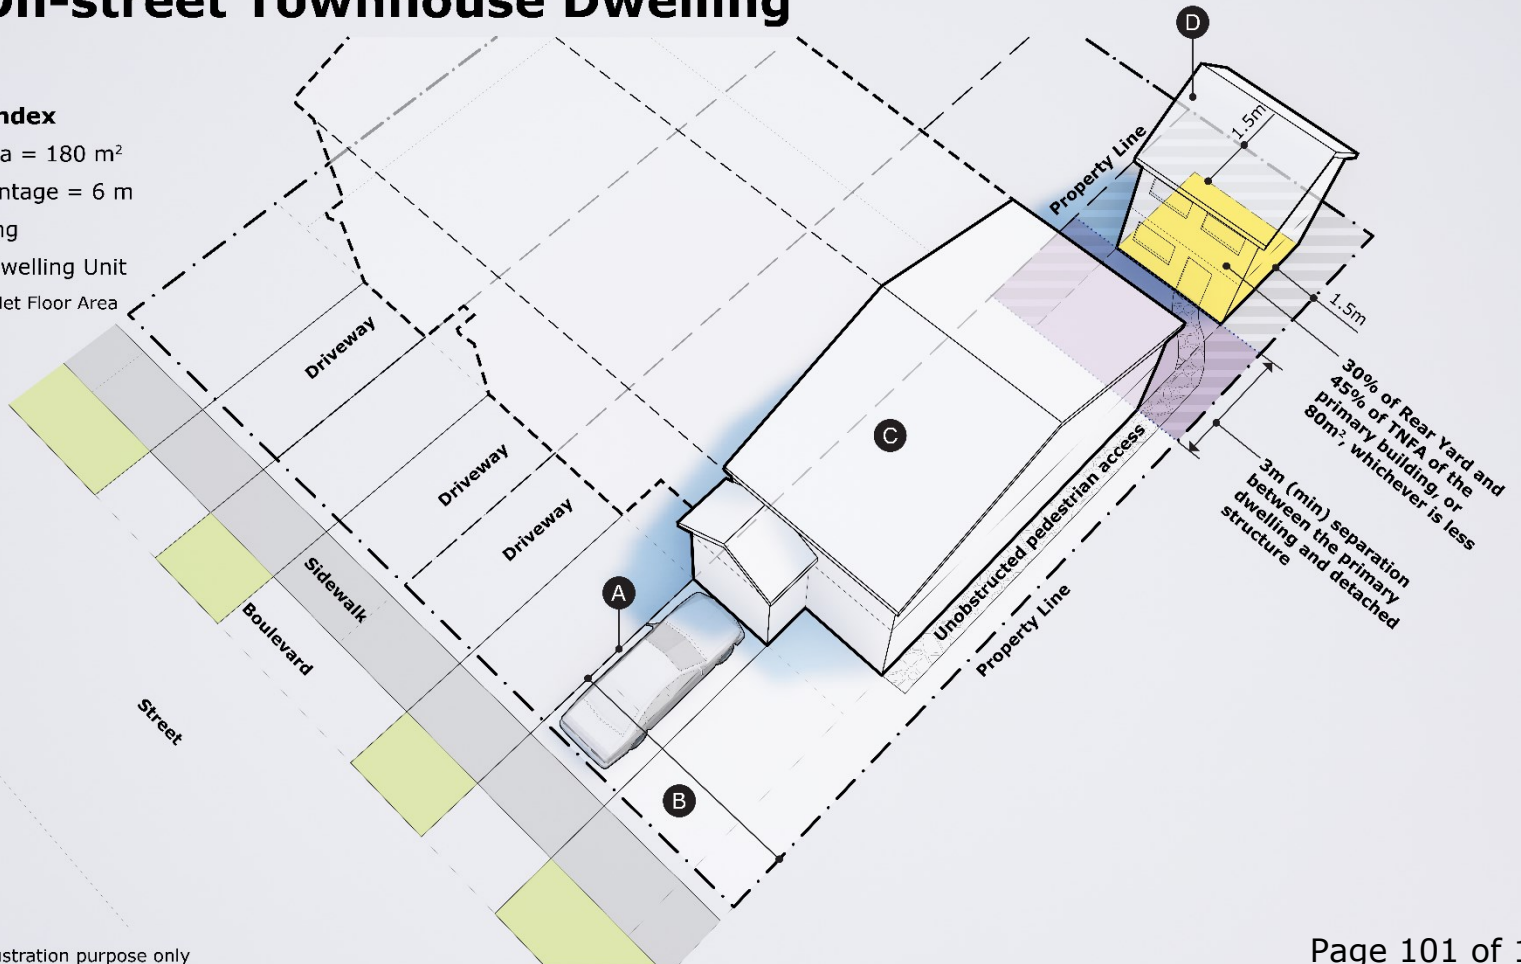 On-street Townhouse Dwelling
ndex
a = 180 m²
ntage = 6 m
ng
welling Unit
Net Floor Area
A
B
C
D
Property Line
1.5m
1.5m
Driveway
Driveway
Driveway
Sidewalk
Boulevard
Street
Unobstructed pedestrian access
Property Line
30% of Rear Yard and
45% of TNFA of the
primary building, or
80m², whichever is less
3m (min) separation
between the primary
dwelling and detached
structure
ustration purpose only
Page 101 of 1